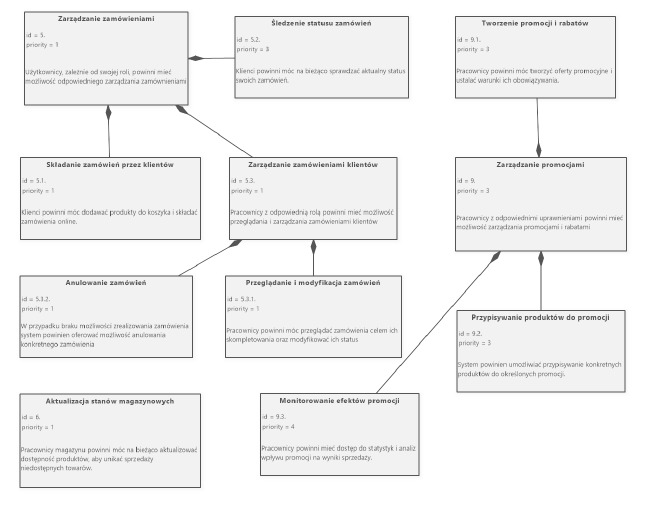 Zarządzanie zamówieniami
id = 5.
priority = 1
Użytkownicy, zależnie od swojej roli, powinni mieć
możliwość odpowiedniego zarządzania zamówieniami
Śledzenie statusu zamówień
id = 5.2.
priority = 3
Klienci powinni móc na bieżąco sprawdzać aktualny status
swoich zamówień.
Tworzenie promocji i rabatów
id = 9.1.
priority = 3
Pracownicy powinni móc tworzyć oferty promocyjne i
ustalać warunki ich obowiązywania.
Składanie zamówień przez klientów
id = 5.1.
priority = 1
Klienci powinni móc dodawać produkty do koszyka i składać
zamówienia online.
Zarządzanie zamówieniami klientów
id = 5.3.
priority = 1
Pracownicy z odpowiednią rolą powinni mieć możliwość
przeglądania i zarządzania zamówieniami klientów
Zarządzanie promocjami
id = 9.
priority = 3
Pracownicy z odpowiednimi uprawnieniami powinni mieć
możliwość zarządzania promocjami i rabatami
Anulowanie zamówień
id = 5.3.2.
priority = 1
W przypadku braku możliwości zrealizowania zamówienia
system powinien oferować możliwość anulowania
konkretnego zamówienia
Przeglądanie i modyfikacja zamówień
id = 5.3.1.
priority = 1
Pracownicy powinni móc przeglądać zamówienia celem ich
skompletowania oraz modyfikować ich status
Przypisywanie produktów do promocji
id = 9.2.
priority = 3
System powinien umożliwiać przypisywanie konkretnych
produktów do określonych promocji.
Aktualizacja stanów magazynowych
id = 6.
priority = 1
Pracownicy magazynu powinni móc na bieżąco aktualizować
dostępność produktów, aby unikać sprzedaży
niedostępnych towarów.
Monitorowanie efektów promocji
id = 9.3.
priority = 4
Pracownicy powinni mieć dostęp do statystyk i analiz
wpływu promocji na wyniki sprzedaży.